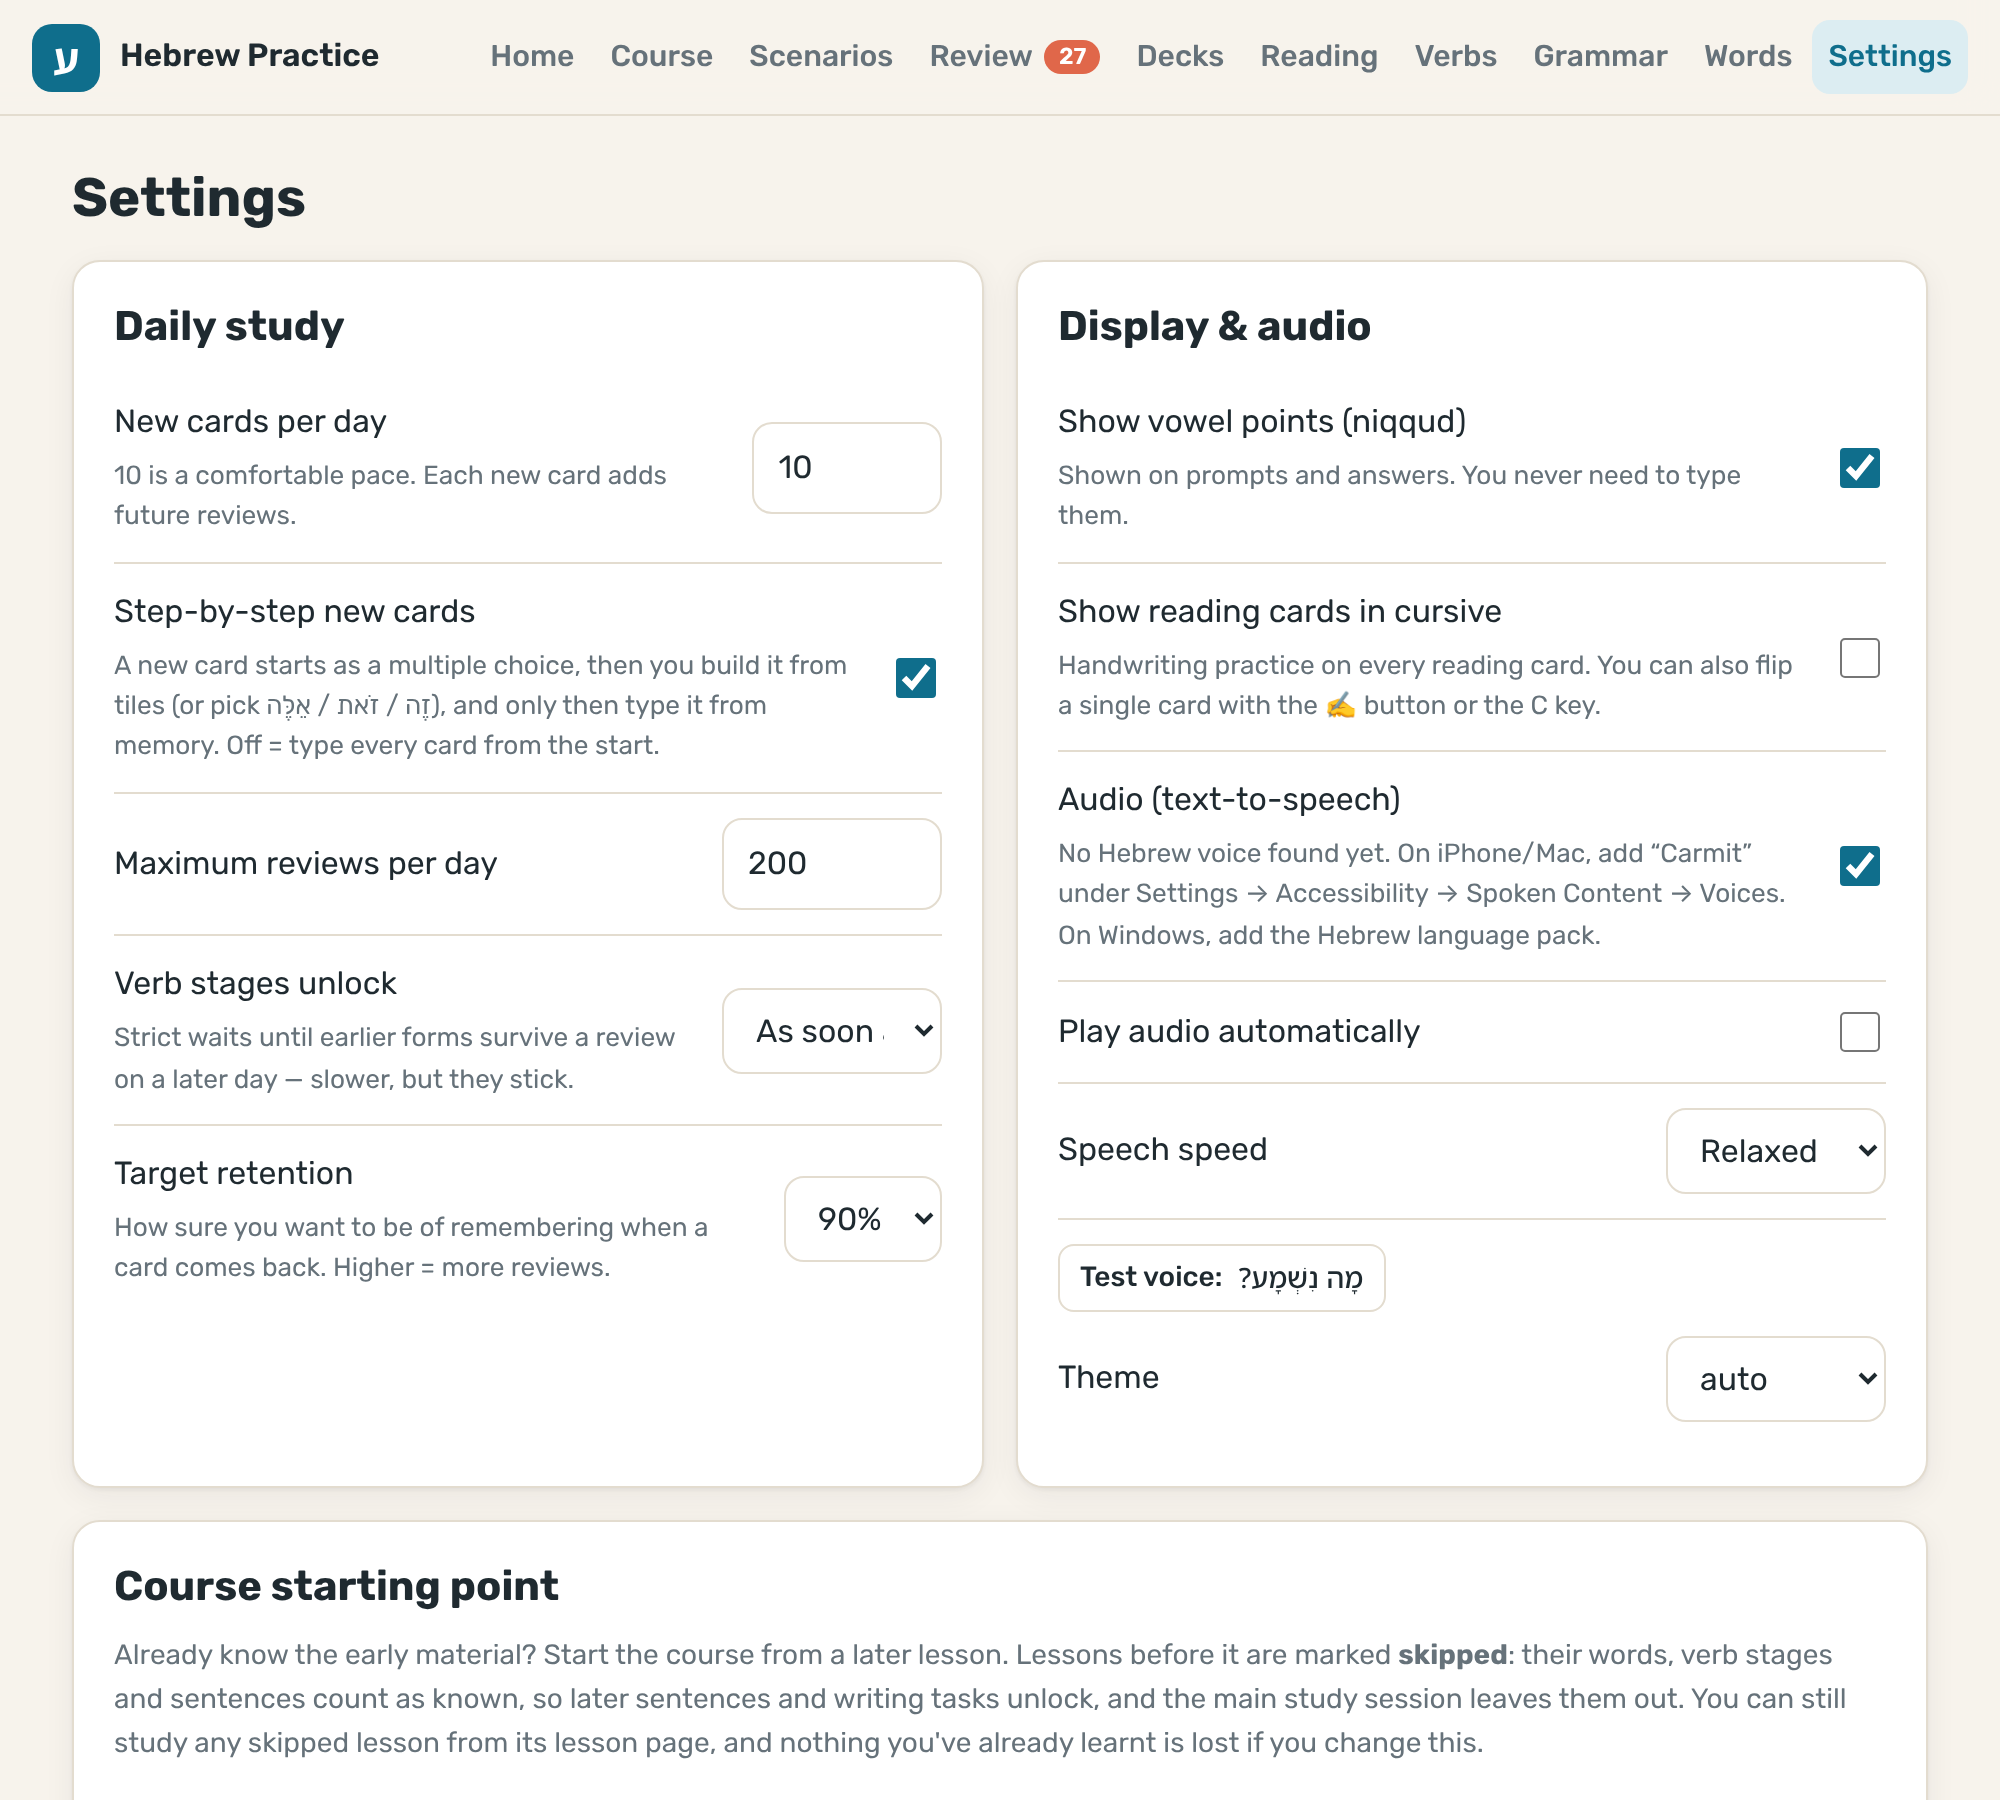 ע Hebrew Practice Home Course Scenarios Review 27 Decks Reading Verbs Grammar Words Settings
Settings
Daily study
New cards per day
10 is a comfortable pace. Each new card adds
future reviews.
10
Step-by-step new cards
A new card starts as a multiple choice, then you build it from
tiles (or pick זֶה / זֹאת / אֵלֶּה), and only then type it from
memory. Off = type every card from the start.
Maximum reviews per day
200
Verb stages unlock
Strict waits until earlier forms survive a review
on a later day — slower, but they stick.
As soon
Target retention
How sure you want to be of remembering when a
card comes back. Higher = more reviews.
90%
Display & audio
Show vowel points (niqqud)
Shown on prompts and answers. You never need to type
them.
Show reading cards in cursive
Handwriting practice on every reading card. You can also flip
a single card with the ✍️ button or the C key.
Audio (text-to-speech)
No Hebrew voice found yet. On iPhone/Mac, add “Carmit”
under Settings → Accessibility → Spoken Content → Voices.
On Windows, add the Hebrew language pack.
Play audio automatically
Speech speed
Relaxed
Test voice: מָה נִשְׁמָע?
Theme
auto
Course starting point
Already know the early material? Start the course from a later lesson. Lessons before it are marked skipped: their words, verb stages
and sentences count as known, so later sentences and writing tasks unlock, and the main study session leaves them out. You can still
study any skipped lesson from its lesson page, and nothing you've already learnt is lost if you change this.